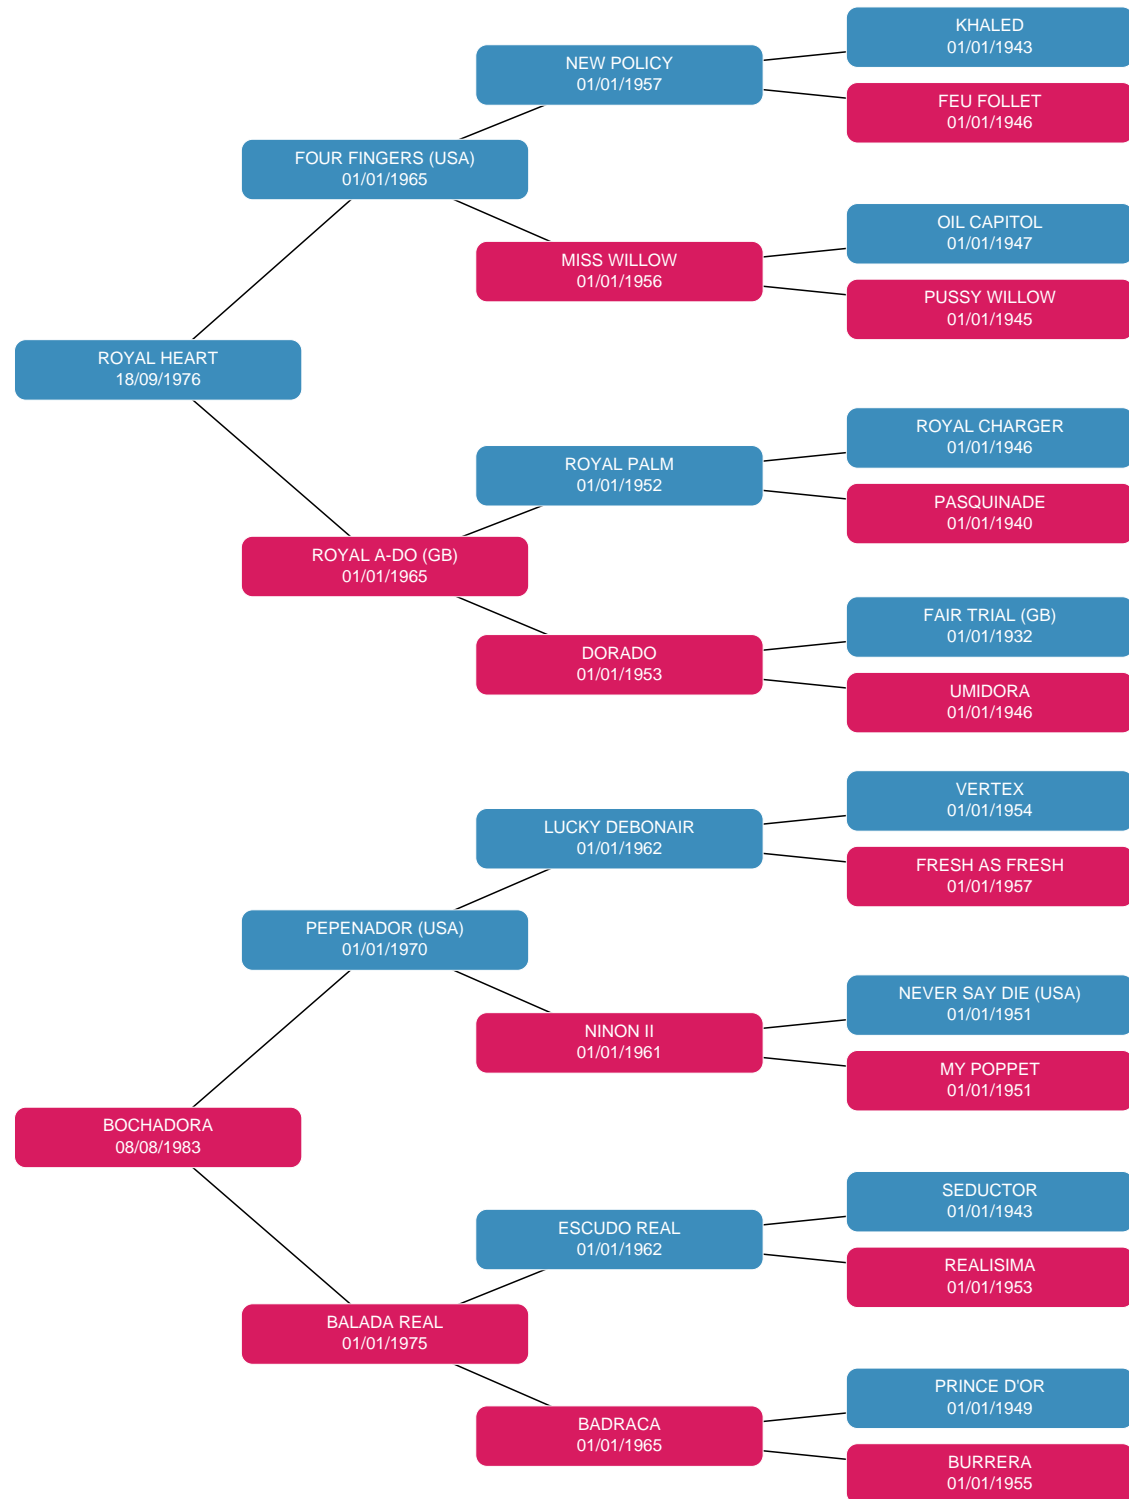 KHALED
01/01/1943
NEW POLICY
01/01/1957
FEU FOLLET
01/01/1946
FOUR FINGERS (USA)
01/01/1965
OIL CAPITOL
01/01/1947
MISS WILLOW
01/01/1956
PUSSY WILLOW
01/01/1945
ROYAL HEART
18/09/1976
ROYAL CHARGER
01/01/1946
ROYAL PALM
01/01/1952
PASQUINADE
01/01/1940
ROYAL A-DO (GB)
01/01/1965
FAIR TRIAL (GB)
01/01/1932
DORADO
01/01/1953
UMIDORA
01/01/1946
VERTEX
01/01/1954
LUCKY DEBONAIR
01/01/1962
FRESH AS FRESH
01/01/1957
PEPENADOR (USA)
01/01/1970
NEVER SAY DIE (USA)
01/01/1951
NINON II
01/01/1961
MY POPPET
01/01/1951
BOCHADORA
08/08/1983
SEDUCTOR
01/01/1943
ESCUDO REAL
01/01/1962
REALISIMA
01/01/1953
BALADA REAL
01/01/1975
PRINCE D'OR
01/01/1949
BADRACA
01/01/1965
BURRERA
01/01/1955